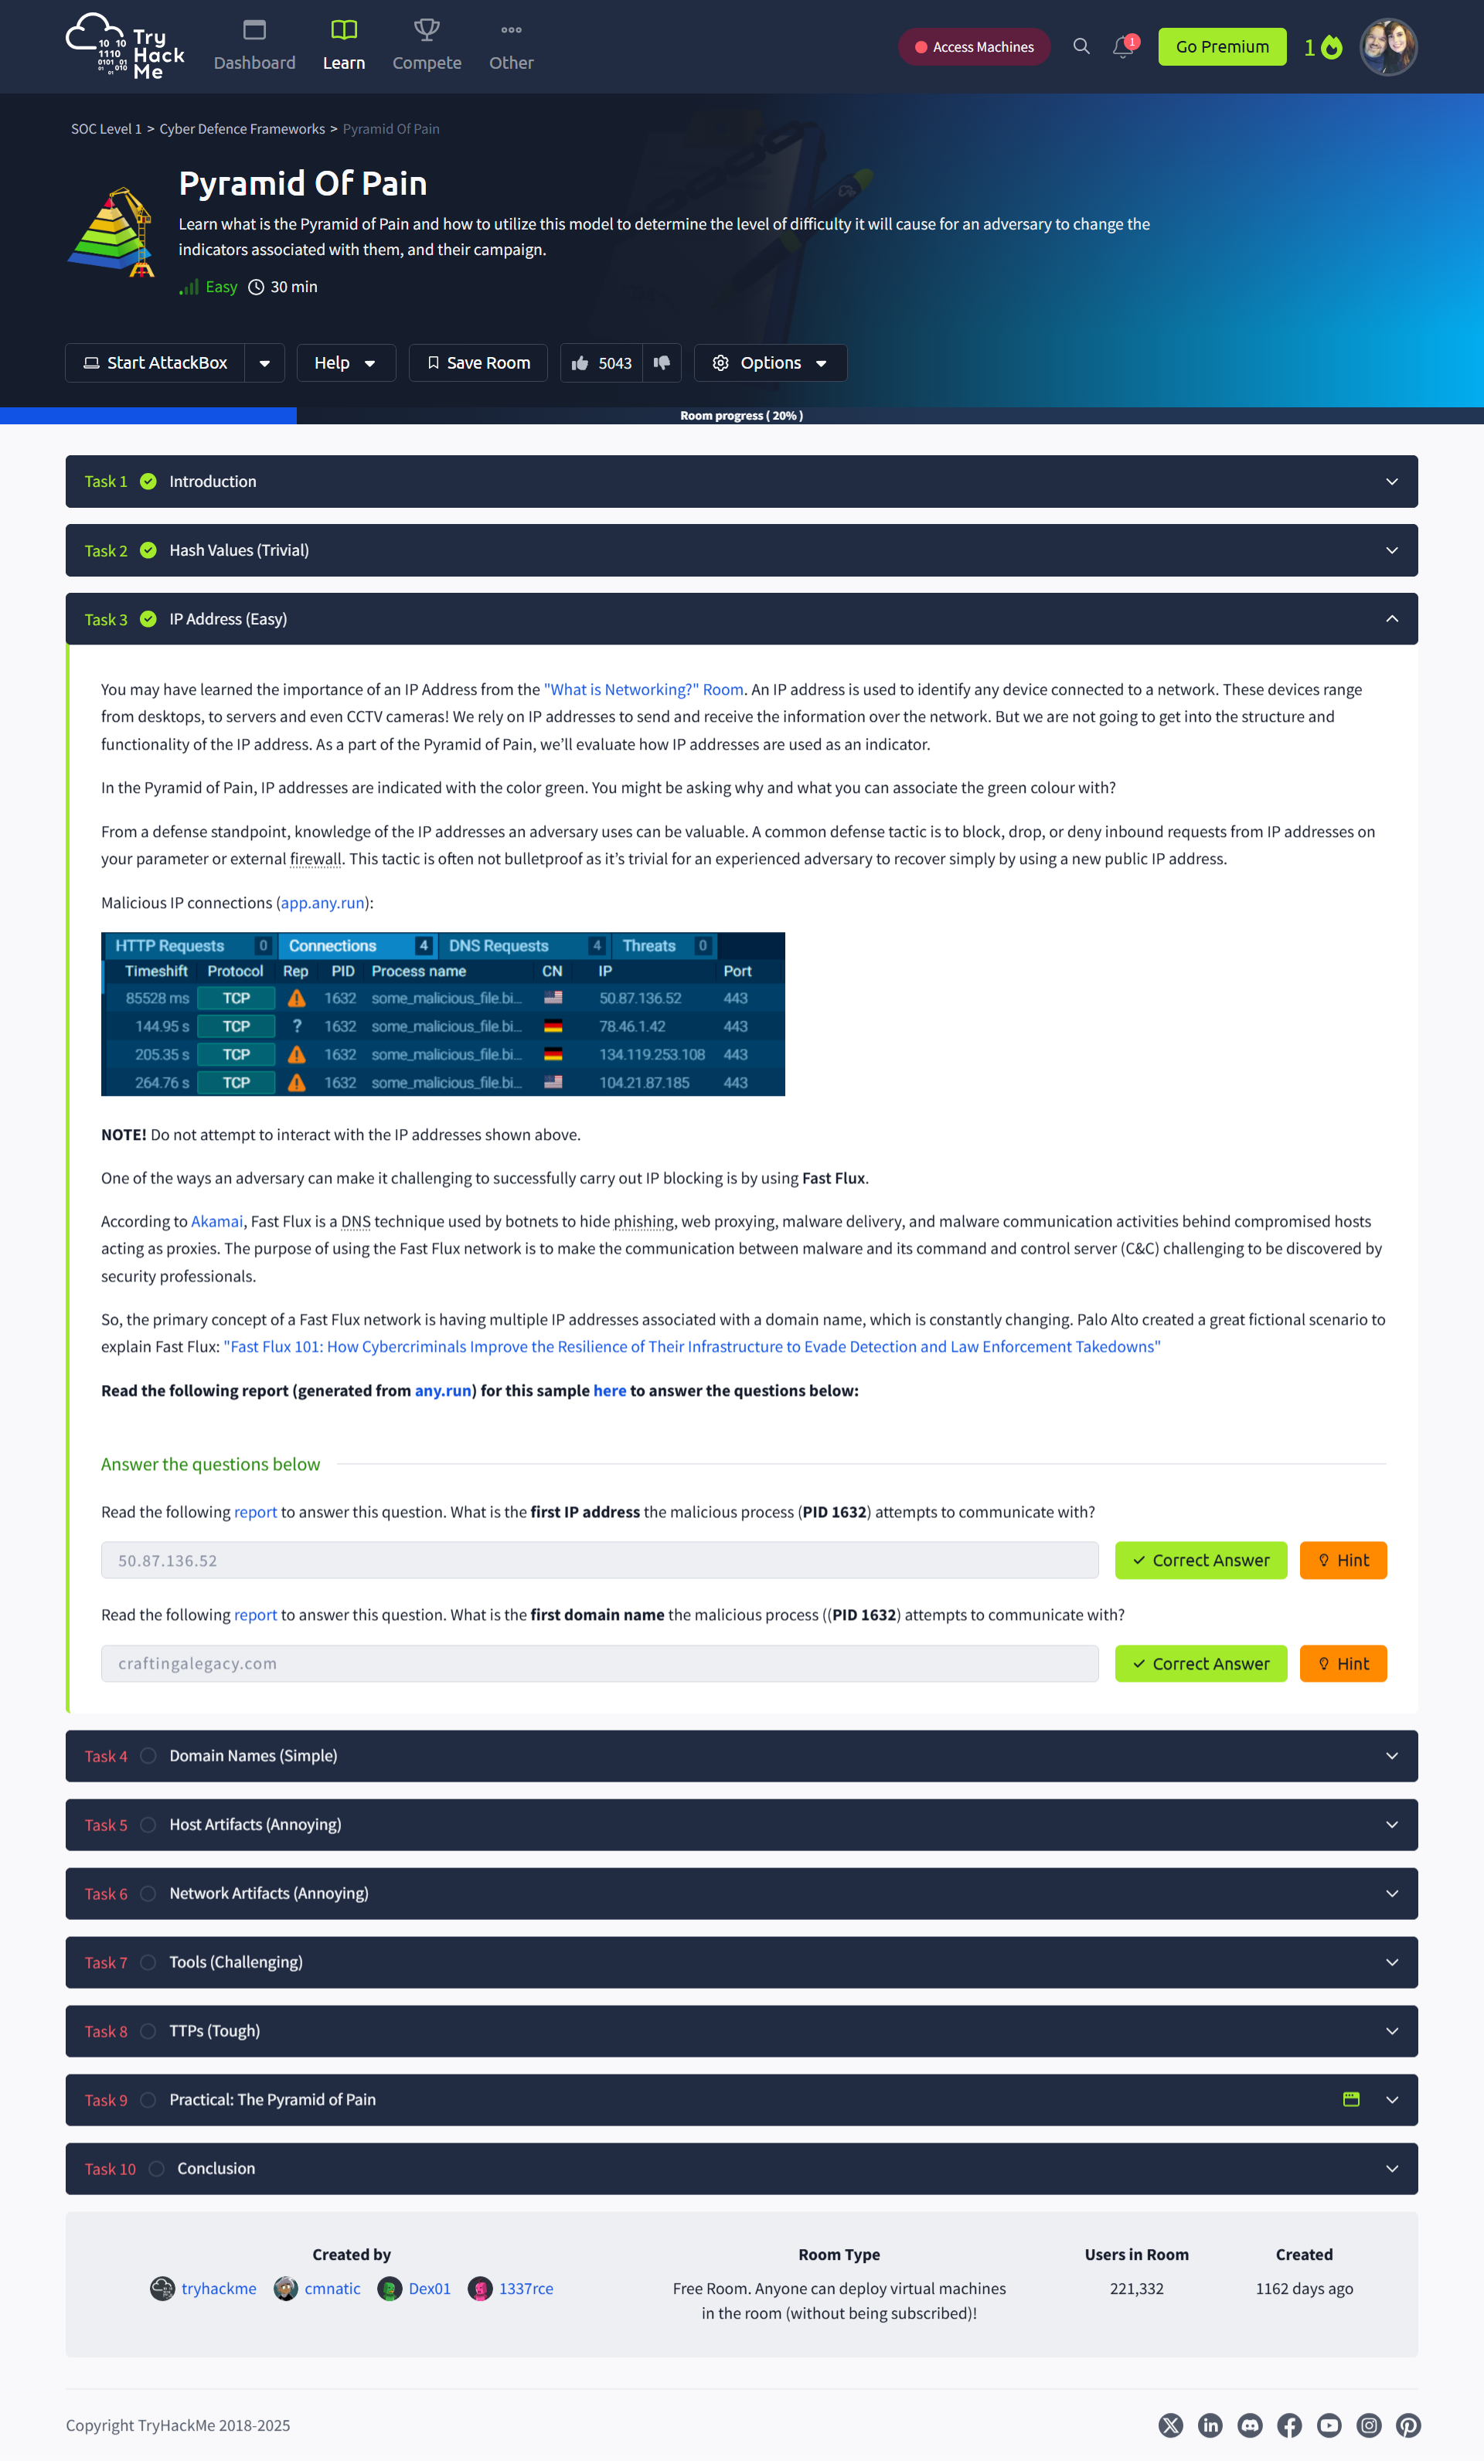 Try
Hack
Me
10 10
1110
0101 01
01 010
Dashboard
Learn
Compete
Other
Access Machines
1
Go Premium
1
SOC Level 1 > Cyber Defence Frameworks > Pyramid Of Pain
Pyramid Of Pain
Learn what is the Pyramid of Pain and how to utilize this model to determine the level of difficulty it will cause for an adversary to change the
indicators associated with them, and their campaign.
Easy 30 min
Start AttackBox
Help
Save Room
5043
Options
Room progress ( 20% )
Task 1 Introduction
Task 2 Hash Values (Trivial)
Task 3 IP Address (Easy)
You may have learned the importance of an IP Address from the "What is Networking?" Room. An IP address is used to identify any device connected to a network. These devices range
from desktops, to servers and even CCTV cameras! We rely on IP addresses to send and receive the information over the network. But we are not going to get into the structure and
functionality of the IP address. As a part of the Pyramid of Pain, we’ll evaluate how IP addresses are used as an indicator.
In the Pyramid of Pain, IP addresses are indicated with the color green. You might be asking why and what you can associate the green colour with?
From a defense standpoint, knowledge of the IP addresses an adversary uses can be valuable. A common defense tactic is to block, drop, or deny inbound requests from IP addresses on
your parameter or external firewall. This tactic is often not bulletproof as it’s trivial for an experienced adversary to recover simply by using a new public IP address.
Malicious IP connections (app.any.run):
HTTP Requests 0 Connections 4 DNS Requests 4 Threats 0
Timeshift Protocol Rep PID Process name CN IP Port
85528 ms TCP 1632 some_malicious_file.bi... 50.87.136.52 443
144.95 s TCP ? 1632 some_malicious_file.bi... 78.46.1.42 443
205.35 s TCP 1632 some_malicious_file.bi... 134.119.253.108 443
264.76 s TCP 1632 some_malicious_file.bi... 104.21.87.185 443
NOTE! Do not attempt to interact with the IP addresses shown above.
One of the ways an adversary can make it challenging to successfully carry out IP blocking is by using Fast Flux.
According to Akamai, Fast Flux is a DNS technique used by botnets to hide phishing, web proxying, malware delivery, and malware communication activities behind compromised hosts
acting as proxies. The purpose of using the Fast Flux network is to make the communication between malware and its command and control server (C&C) challenging to be discovered by
security professionals.
So, the primary concept of a Fast Flux network is having multiple IP addresses associated with a domain name, which is constantly changing. Palo Alto created a great fictional scenario to
explain Fast Flux: "Fast Flux 101: How Cybercriminals Improve the Resilience of Their Infrastructure to Evade Detection and Law Enforcement Takedowns"
Read the following report (generated from any.run) for this sample here to answer the questions below:
Answer the questions below
Read the following report to answer this question. What is the first IP address the malicious process (PID 1632) attempts to communicate with?
50.87.136.52
Correct Answer
Hint
Read the following report to answer this question. What is the first domain name the malicious process ((PID 1632) attempts to communicate with?
craftingalegacy.com
Correct Answer
Hint
Task 4 Domain Names (Simple)
Task 5 Host Artifacts (Annoying)
Task 6 Network Artifacts (Annoying)
Task 7 Tools (Challenging)
Task 8 TTPs (Tough)
Task 9 Practical: The Pyramid of Pain
Task 10 Conclusion
Created by
tryhackme cmnatic Dex01 1337rce
Room Type
Free Room. Anyone can deploy virtual machines
in the room (without being subscribed)!
Users in Room
221,332
Created
1162 days ago
Copyright TryHackMe 2018-2025